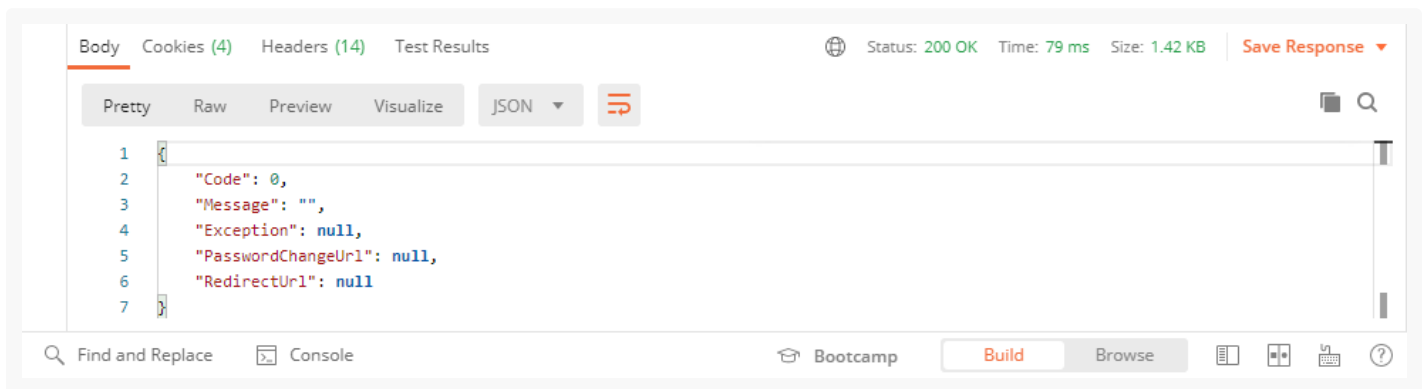 Body Cookies (4) Headers (14) Test Results Status: 200 OK Time: 79 ms Size: 1.42 KB Save Response
Pretty Raw Preview Visualize JSON
1 {
2 "Code": 0,
3 "Message": "",
4 "Exception": null,
5 "PasswordChangeUrl": null,
6 "RedirectUrl": null
7 }
Find and Replace Console Bootcamp Build Browse